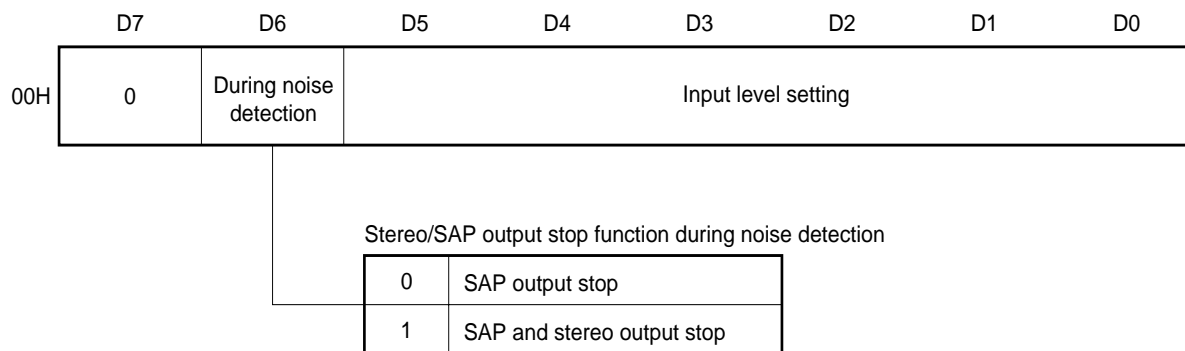 D7 D6 D5 D4 D3 D2 D1 D0
00H 0 During noise detection Input level setting
Stereo/SAP output stop function during noise detection
0 SAP output stop
1 SAP and stereo output stop